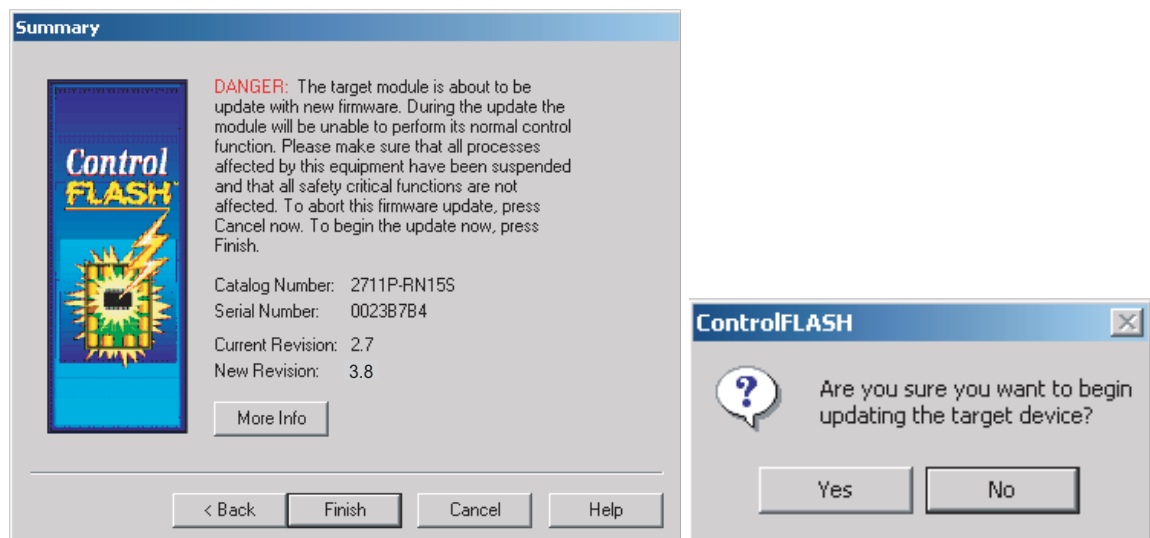 Summary
Control
FLASH
DANGER: The target module is about to be
update with new firmware. During the update the
module will be unable to perform its normal control
function. Please make sure that all processes
affected by this equipment have been suspended
and that all safety critical functions are not
affected. To abort this firmware update, press
Cancel now. To begin the update now, press
Finish.
Catalog Number: 2711P-RN15S
Serial Number: 0023B7B4
Current Revision: 2.7
New Revision: 3.8
More Info
< Back Finish Cancel Help
ControlFLASH
Are you sure you want to begin
updating the target device?
Yes No